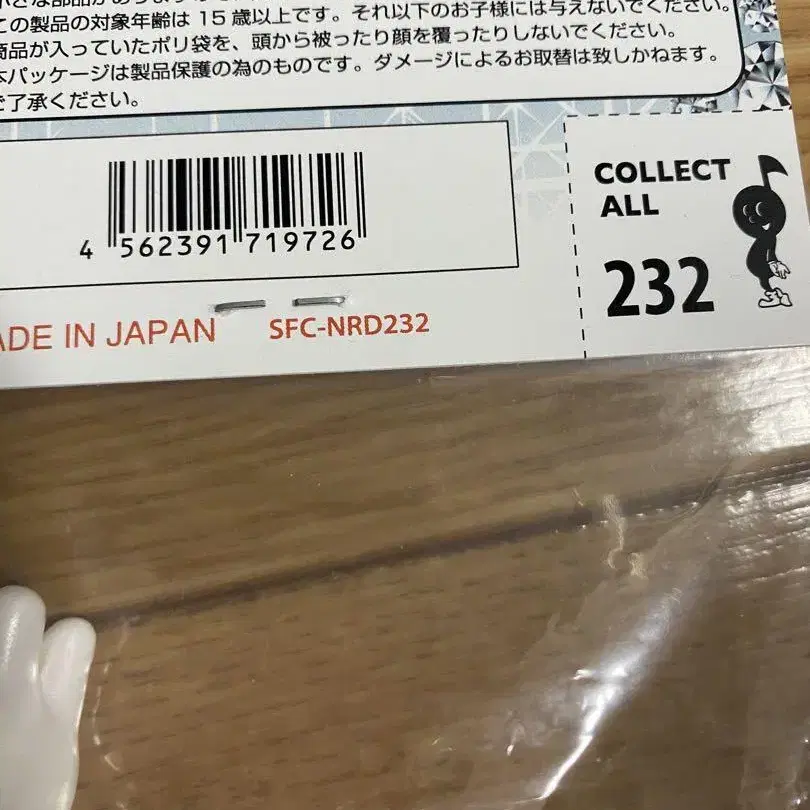 この製品の対象年齢は15歳以上です。それ以下のお子様には与えないでください。
商品が入っていたポリ袋を、頭から被ったり顔を覆ったりしないでください。
本パッケージは製品保護の為のものです。ダメージによるお取替は致しかねます。
ご了承ください。
4 562391 719726
COLLECT
ALL
232
ADE IN JAPAN
SFC-NRD232